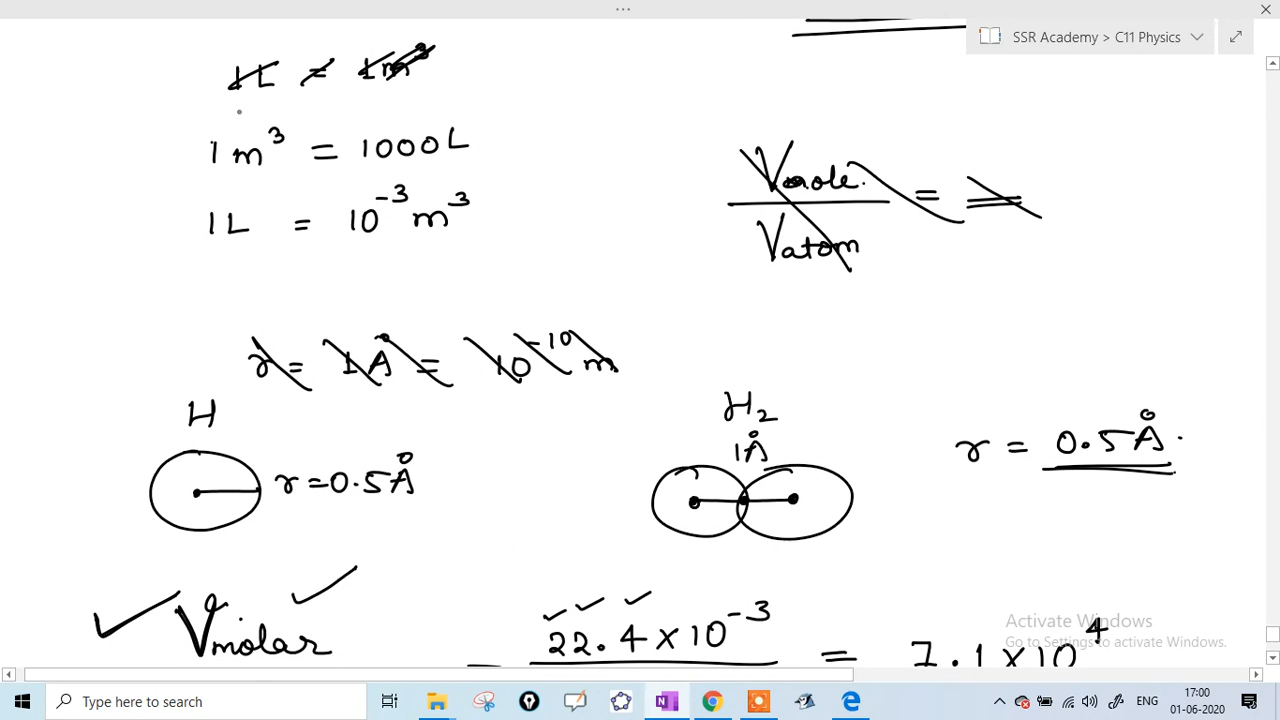 SSR Academy > C11 Physics
1L = 1m³
1m³ = 1000L
1L = 10⁻³ m³
Vmole. / Vatom = 
r = 1Å = 10⁻¹⁰ m
H
r = 0.5Å
H₂
1Å
r = 0.5Å.
Vmolar
22.4 × 10⁻³ = 7.1 × 10⁴
Activate Windows
Go to Settings to activate Windows.
Type here to search
ENG
17:00
01-06-2020